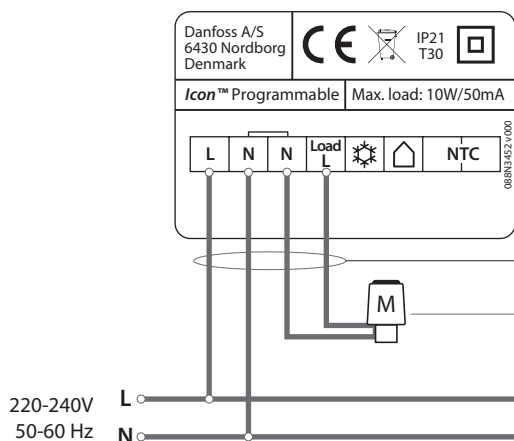 Danfoss A/S
6430 Nordborg
Denmark
CE
IP21
T30
Icon™ Programmable
Max. load: 10W/50mA
088N3452 v000
L N N Load L NTC
M
220-240V L
50-60 Hz N